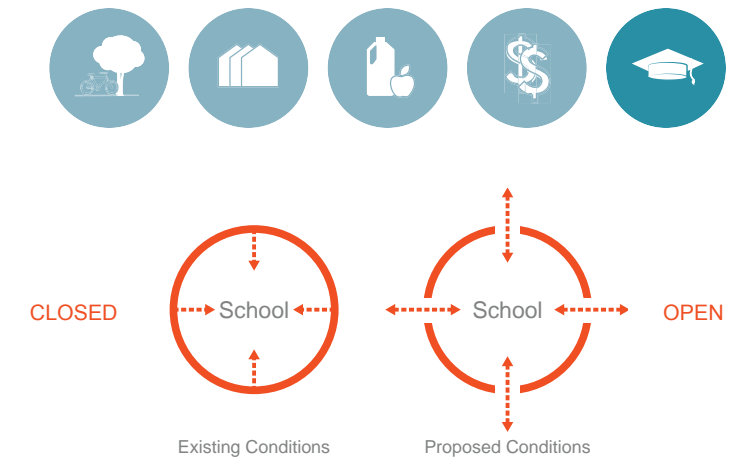 $$
CLOSED
School
School
OPEN
Existing Conditions
Proposed Conditions